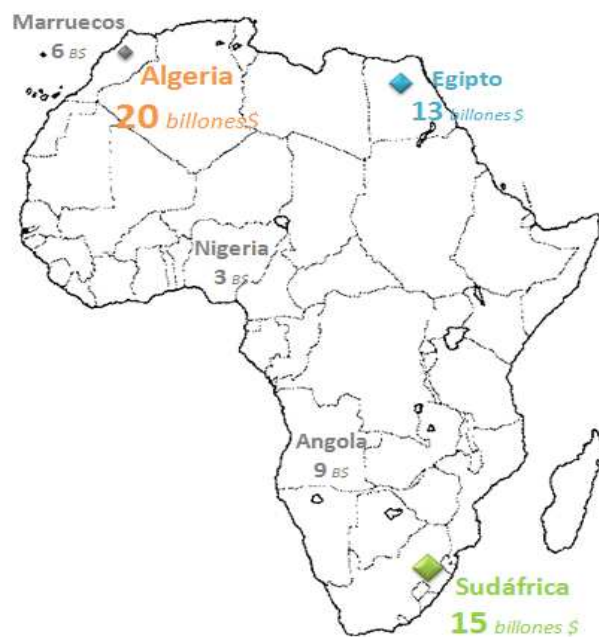 Marruecos
6 BS
Algeria
20 billones$
Egipto
13 billones $
Nigeria
3 BS
Angola
9 BS
Sudáfrica
15 billones $